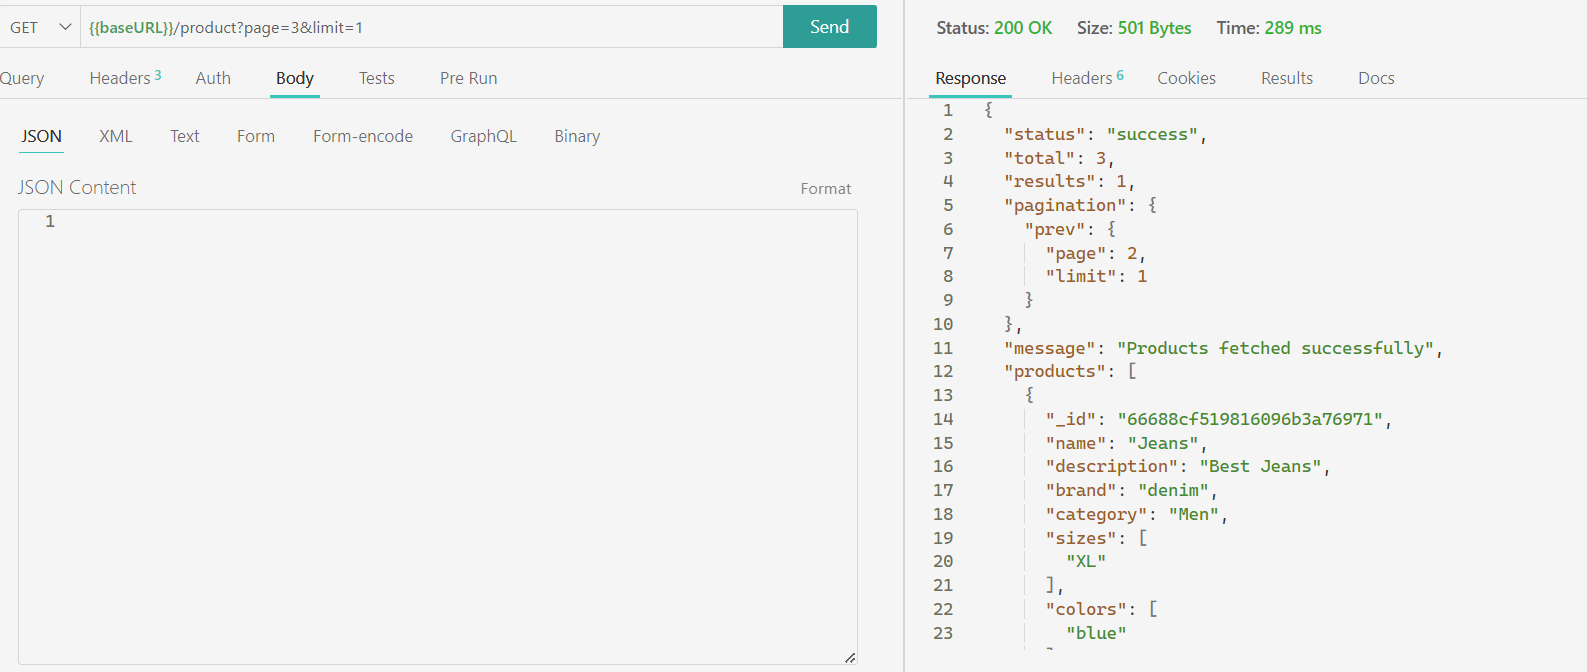 GET {{baseURL}}/product?page=3&limit=1 Send
Query Headers 3 Auth Body Tests Pre Run
JSON XML Text Form Form-encode GraphQL Binary
JSON Content Format
1
Status: 200 OK Size: 501 Bytes Time: 289 ms
Response Headers 6 Cookies Results Docs
1 {
2 "status": "success",
3 "total": 3,
4 "results": 1,
5 "pagination": {
6 "prev": {
7 "page": 2,
8 "limit": 1
9 }
10 },
11 "message": "Products fetched successfully",
12 "products": [
13 {
14 "_id": "66688cf519816096b3a76971",
15 "name": "Jeans",
16 "description": "Best Jeans",
17 "brand": "denim",
18 "category": "Men",
19 "sizes": [
20 "XL"
21 ],
22 "colors": [
23 "blue"